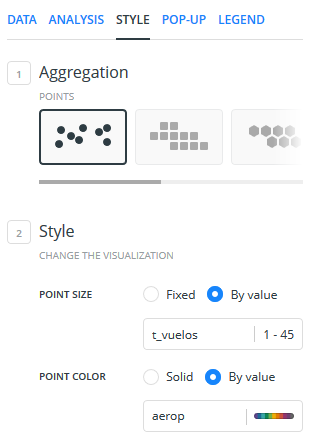 DATA ANALYSIS STYLE POP-UP LEGEND
1 Aggregation
POINTS
2 Style
CHANGE THE VISUALIZATION
POINT SIZE Fixed By value
t_vuelos 1 - 45
POINT COLOR Solid By value
aerop